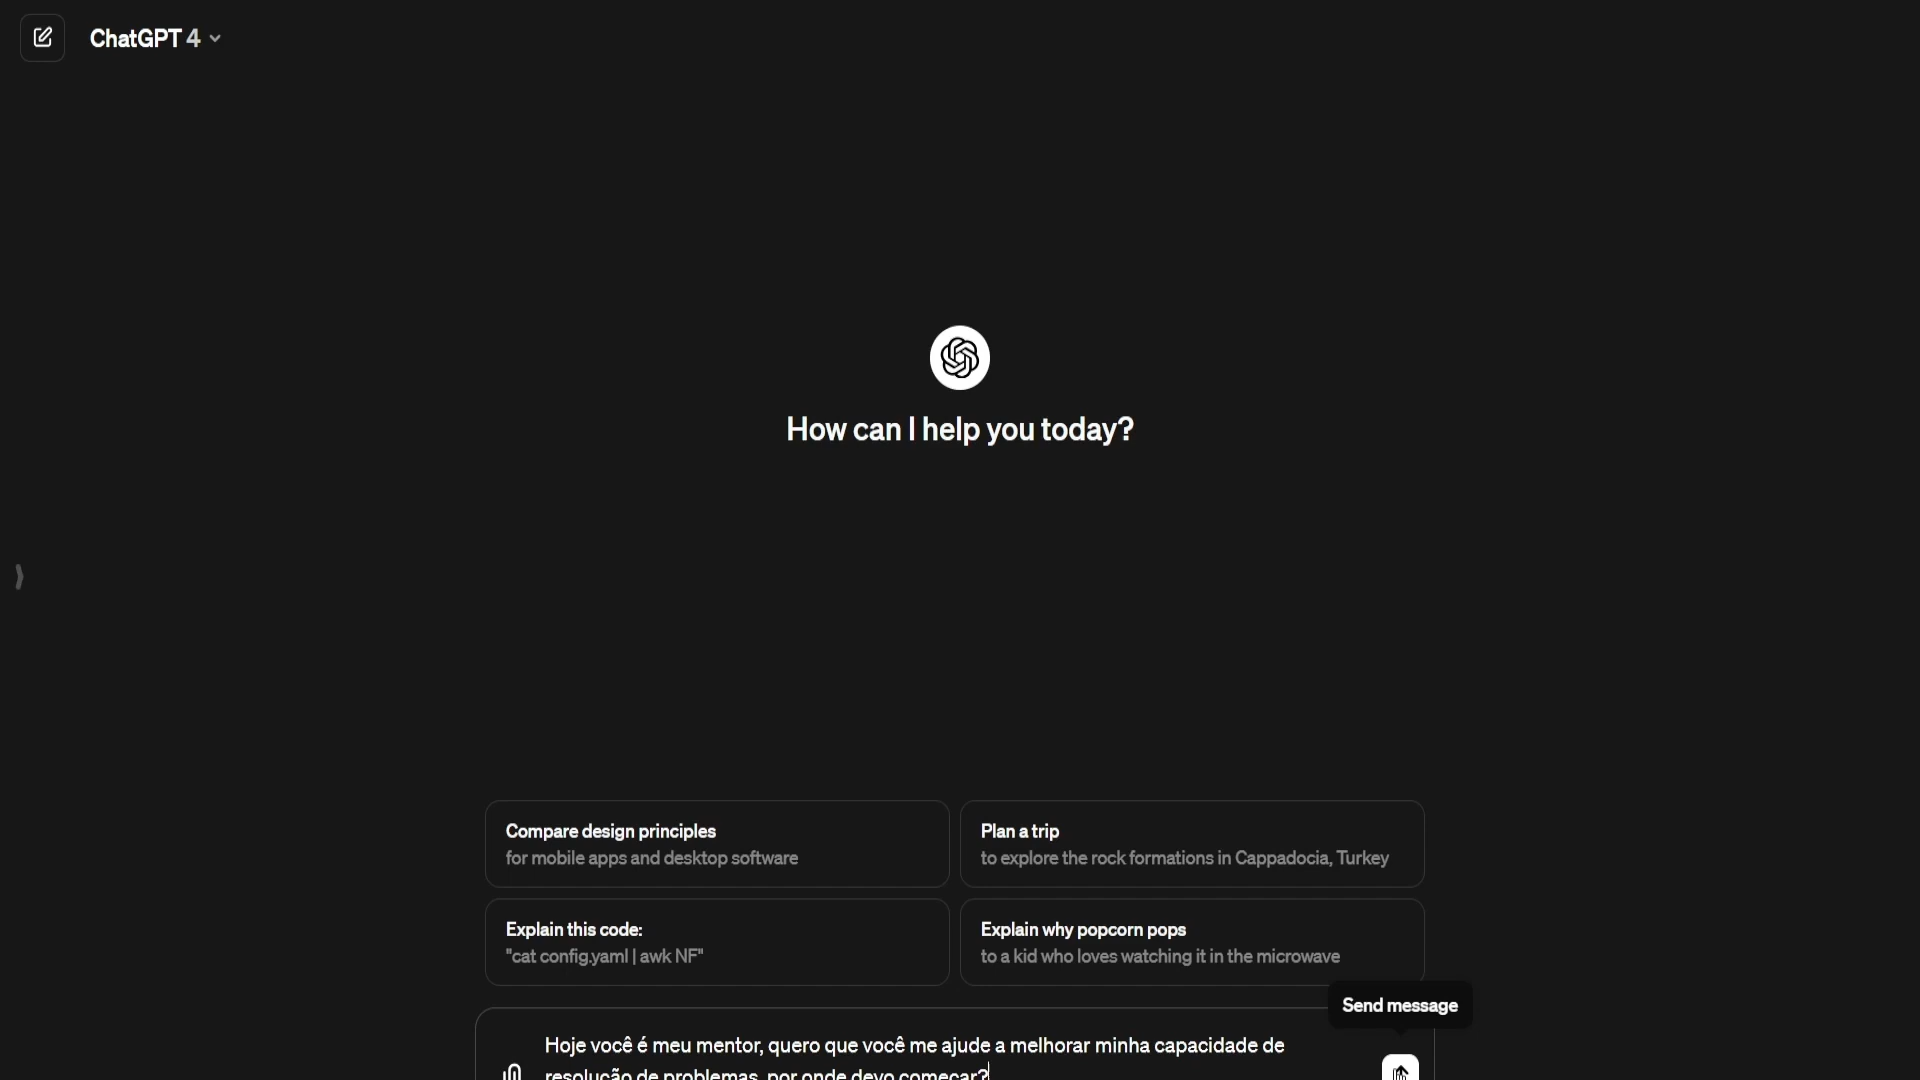 ChatGPT 4
How can I help you today?
Compare design principles
for mobile apps and desktop software
Plan a trip
to explore the rock formations in Cappadocia, Turkey
Explain this code:
"cat config.yaml | awk NF"
Explain why popcorn pops
to a kid who loves watching it in the microwave
Send message
Hoje você é meu mentor, quero que você me ajude a melhorar minha capacidade de
resolução de problemas, por onde devo começar?